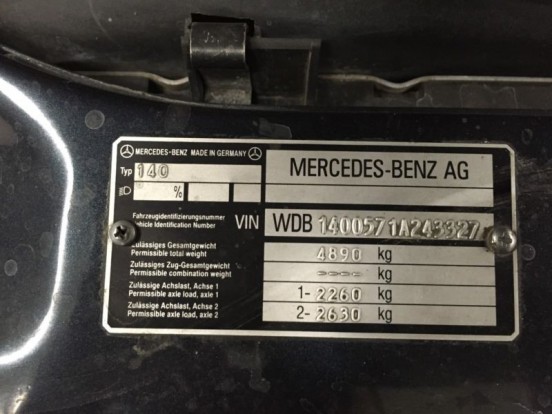 MERCEDES-BENZ MADE IN GERMANY
MERCEDES-BENZ AG
Typ 140
%
Fahrzeugidentifizierungsnummer
Vehicle Identification Number
VIN WDB 1400571A243327
Zulässiges Gesamtgewicht
Permissible total weight
4890 kg
Zulässiges Zug-Gesamtgewicht
Permissible combination weight
---- kg
Zulässige Achslast, Achse 1
Permissible axle load, axle 1
1- 2260 kg
Zulässige Achslast, Achse 2
Permissible axle load, axle 2
2- 2630 kg